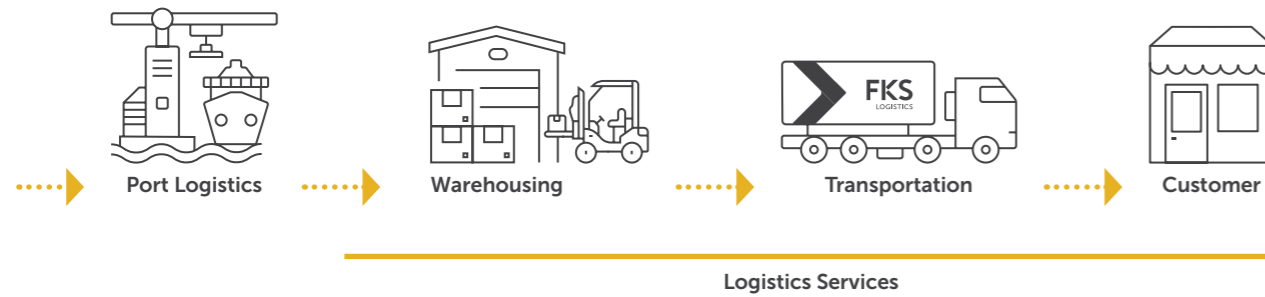 FKS
LOGISTICS
Port Logistics
Warehousing
Transportation
Customer
Logistics Services